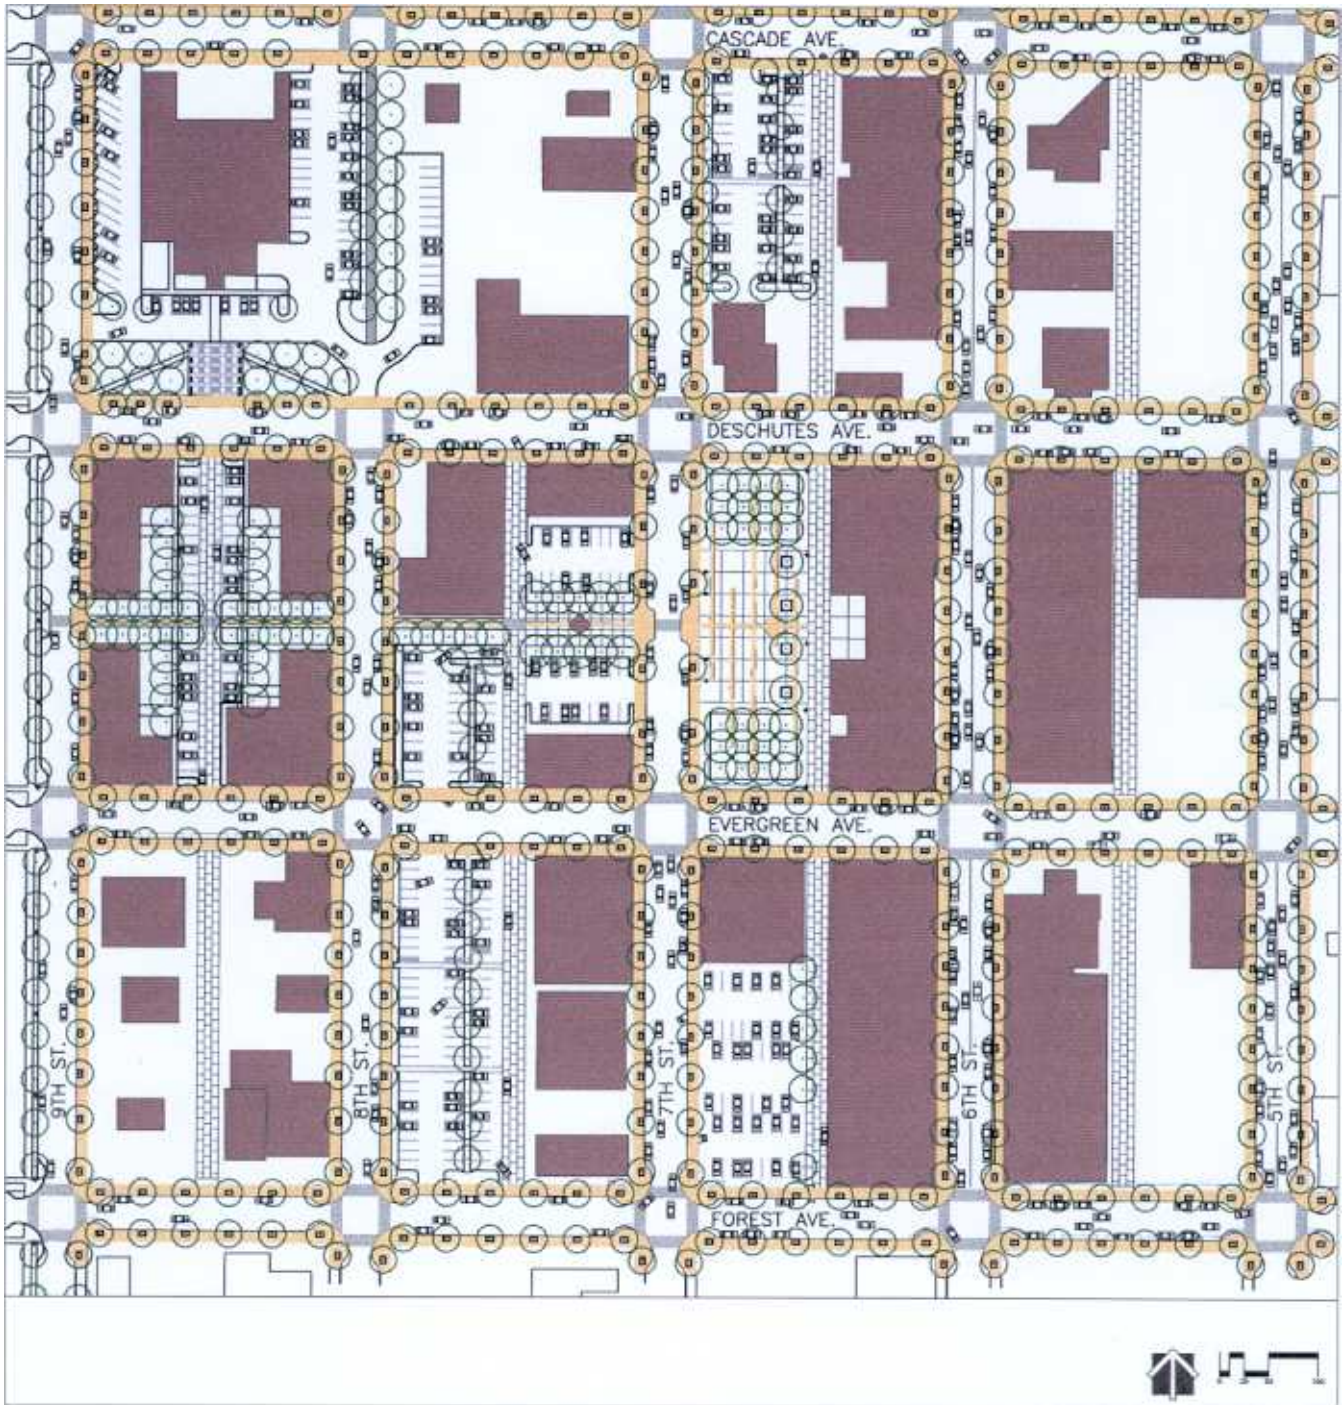 CASCADE AVE.
DESCHUTES AVE.
EVERGREEN AVE.
9TH ST.
8TH ST.
7TH ST.
6TH ST.
5TH ST.
FOREST AVE.